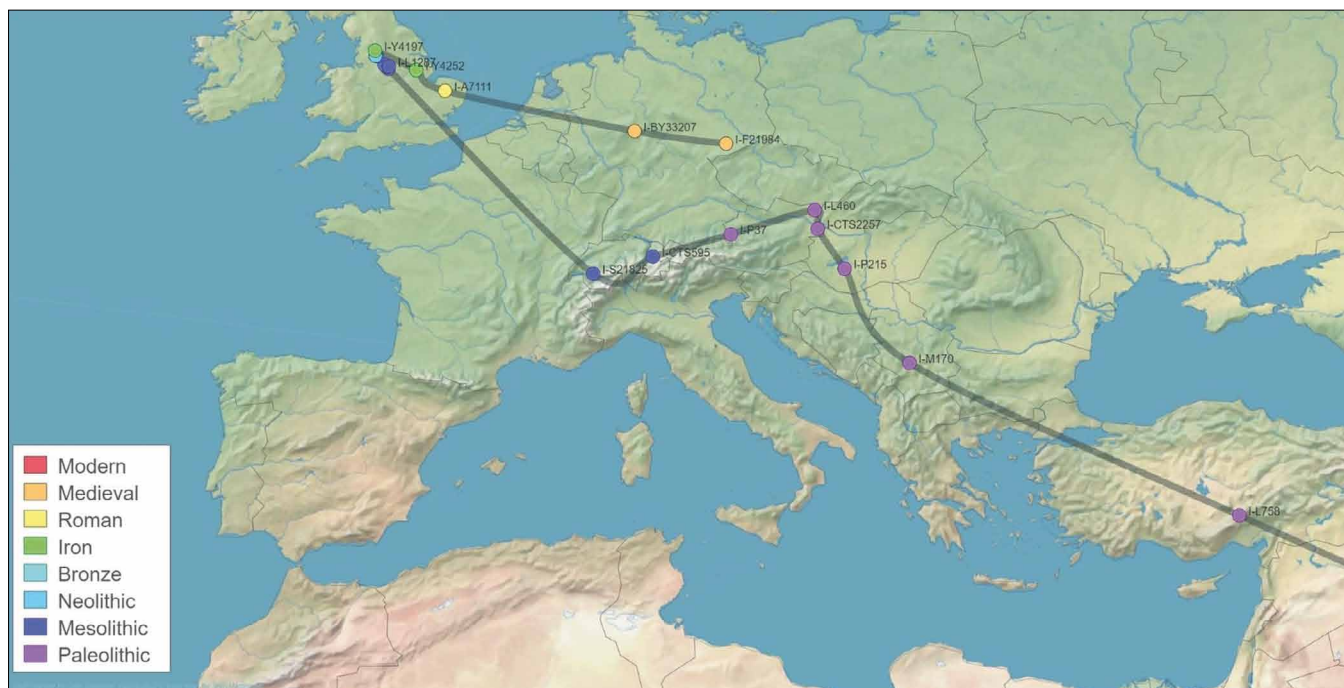 I-Y4197
I-L1287
I-Y4252
I-A7111
I-BY33207
I-F21984
I-L460
I-CTS2257
I-P37
I-CTS595
I-S21825
I-P215
I-M170
I-L758
Modern
Medieval
Roman
Iron
Bronze
Neolithic
Mesolithic
Paleolithic